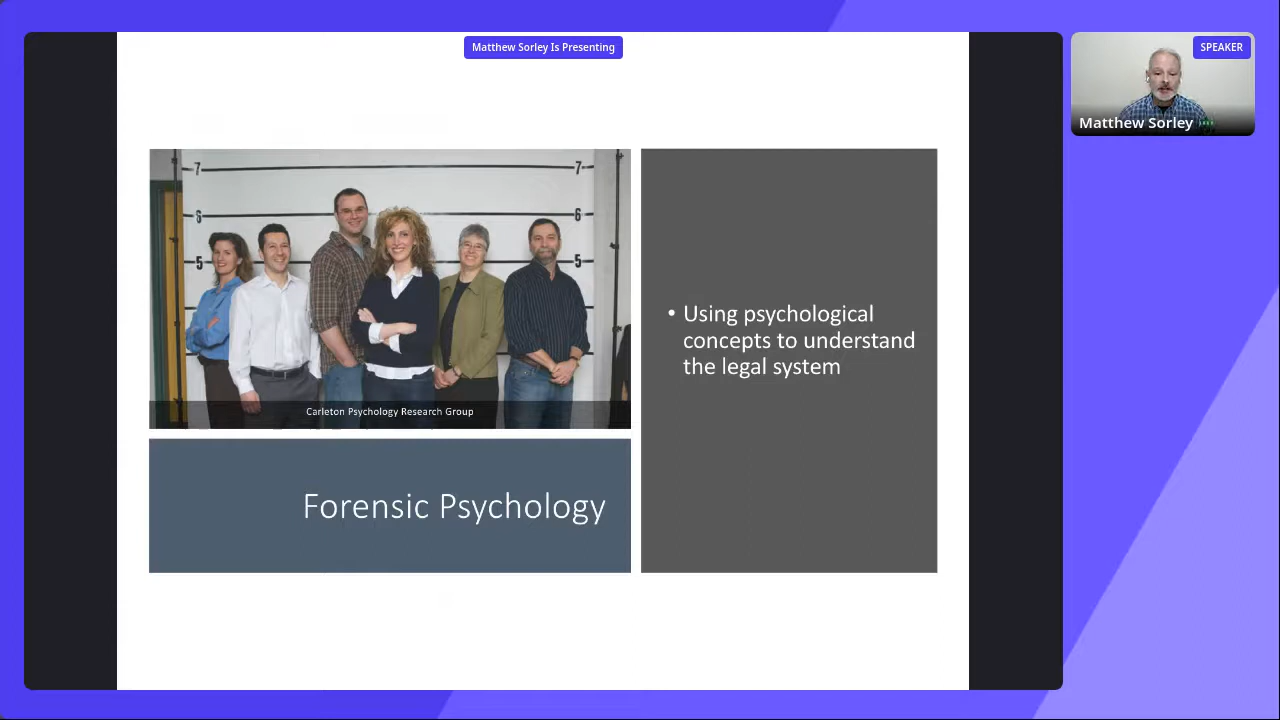 Matthew Sorley Is Presenting
SPEAKER
Matthew Sorley
7 7
6 6
5 5
Carleton Psychology Research Group
Forensic Psychology
• Using psychological
concepts to understand
the legal system